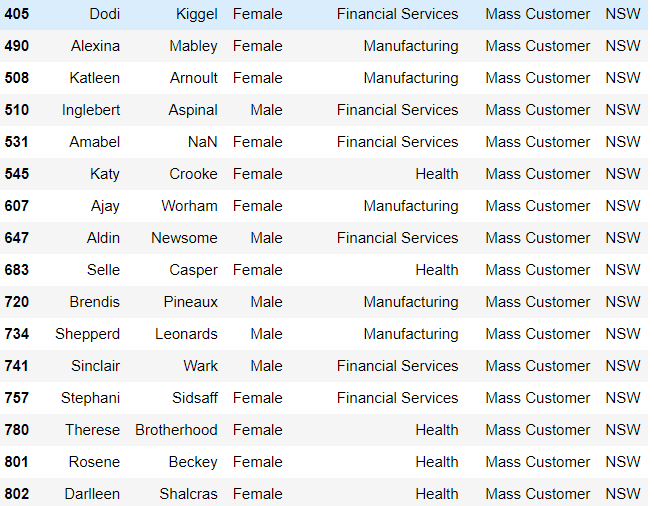 405 Dodi Kiggel Female Financial Services Mass Customer NSW
490 Alexina Mabley Female Manufacturing Mass Customer NSW
508 Katleen Arnoult Female Manufacturing Mass Customer NSW
510 Inglebert Aspinal Male Financial Services Mass Customer NSW
531 Amabel NaN Female Financial Services Mass Customer NSW
545 Katy Crooke Female Health Mass Customer NSW
607 Ajay Worham Female Manufacturing Mass Customer NSW
647 Aldin Newsome Male Financial Services Mass Customer NSW
683 Selle Casper Female Health Mass Customer NSW
720 Brendis Pineaux Male Manufacturing Mass Customer NSW
734 Shepperd Leonards Male Manufacturing Mass Customer NSW
741 Sinclair Wark Male Financial Services Mass Customer NSW
757 Stephani Sidsaff Female Financial Services Mass Customer NSW
780 Therese Brotherhood Female Health Mass Customer NSW
801 Rosene Beckey Female Health Mass Customer NSW
802 Darlleen Shalcras Female Health Mass Customer NSW